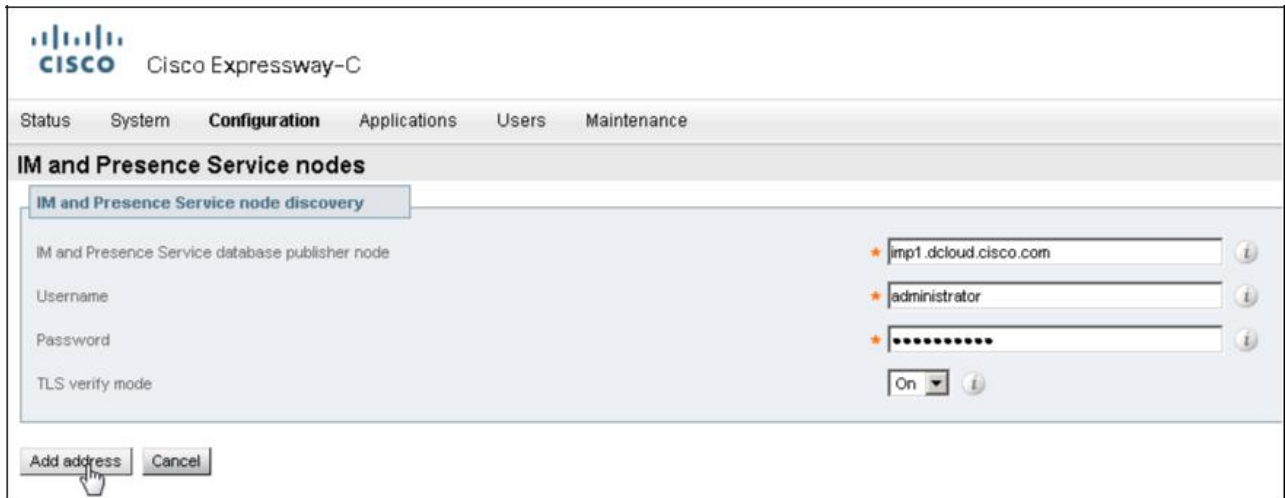 CISCO Cisco Expressway-C
Status System Configuration Applications Users Maintenance
IM and Presence Service nodes
IM and Presence Service node discovery
IM and Presence Service database publisher node * imp1.dcloud.cisco.com i
Username * administrator i
Password * •••••••••• i
TLS verify mode On i
Add address Cancel